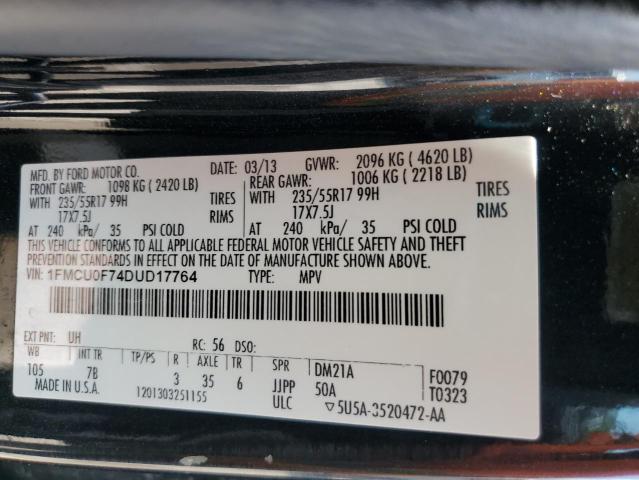 MFD. BY FORD MOTOR CO. DATE: 03/13 GVWR: 2096 KG ( 4620 LB)
FRONT GAWR: 1098 KG ( 2420 LB) REAR GAWR: 1006 KG ( 2218 LB)
WITH 235/55R17 99H TIRES WITH 235/55R17 99H TIRES
17X7.5J RIMS 17X7.5J RIMS
AT 240 kPa/ 35 PSI COLD AT 240 kPa/ 35 PSI COLD
THIS VEHICLE CONFORMS TO ALL APPLICABLE FEDERAL MOTOR VEHICLE SAFETY AND THEFT
PREVENTION STANDARDS IN EFFECT ON THE DATE OF MANUFACTURE SHOWN ABOVE.
VIN: 1FMCU0F74DUD17764 TYPE: MPV
EXT PNT: UH RC: 56 DSO:
WB INT TR TP/PS R AXLE TR SPR DM21A F0079
105 7B 3 35 6 JJPP 50A T0323
MADE IN U.S.A. 1201303251155 ULC ▽5U5A-3520472-AA